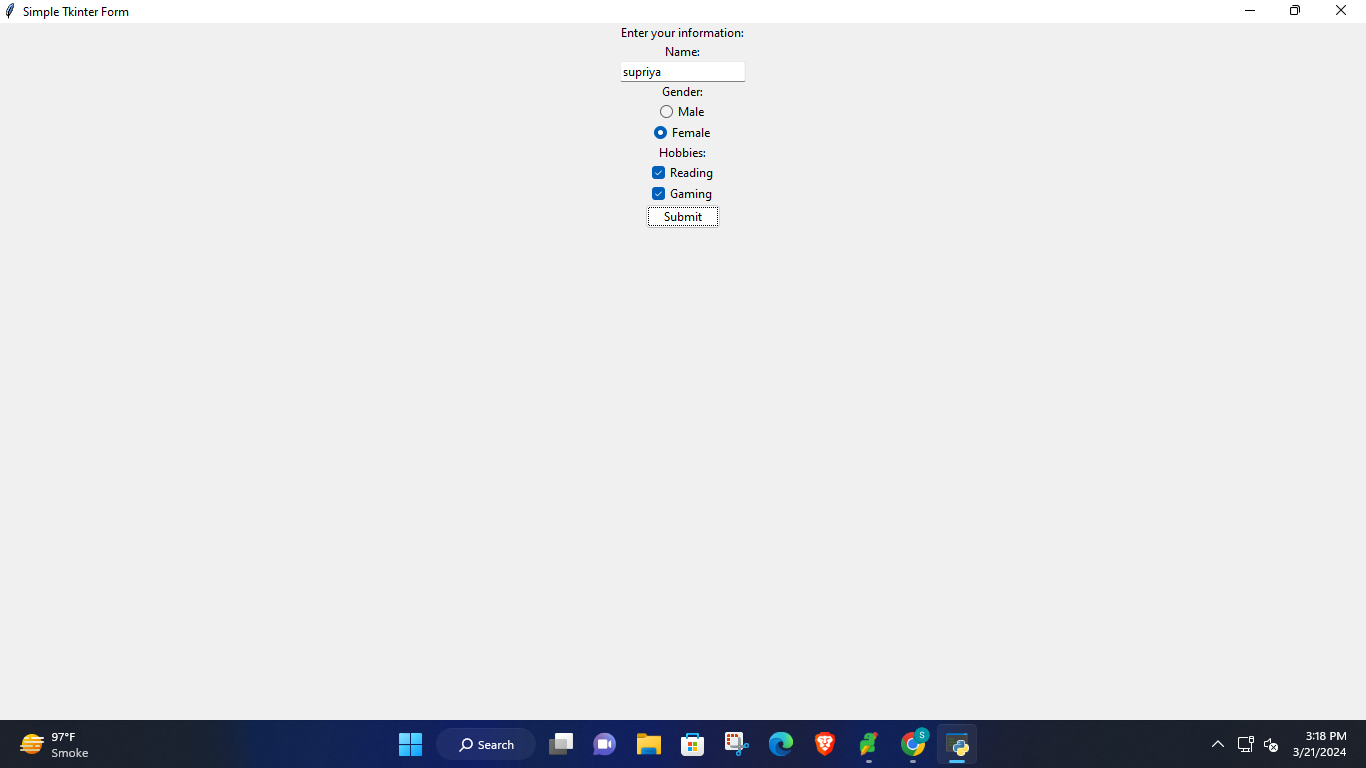 Simple Tkinter Form
Enter your information:
Name:
supriya
Gender:
Male
Female
Hobbies:
Reading
Gaming
Submit
97°F
Smoke
Search
S
3:18 PM
3/21/2024